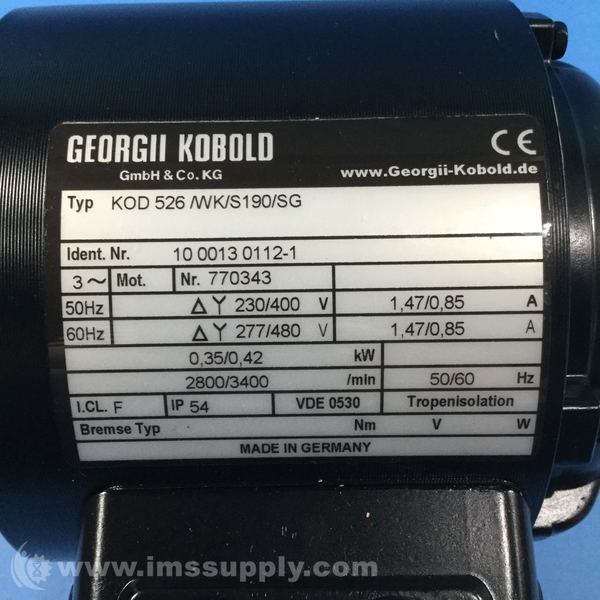 GEORGII KOBOLD
GmbH & Co. KG
CE
www.Georgii-Kobold.de
Typ KOD 526 /WK/S190/SG
Ident. Nr. 10 0013 0112-1
3 ~ Mot. Nr. 770343
50Hz Δ Y 230/400 V 1,47/0,85 A
60Hz Δ Y 277/480 V 1,47/0,85 A
0,35/0,42 kW
2800/3400 /min 50/60 Hz
I.CL. F IP 54 VDE 0530 Tropenisolation
Bremse Typ Nm V W
MADE IN GERMANY
www.imssupply.com